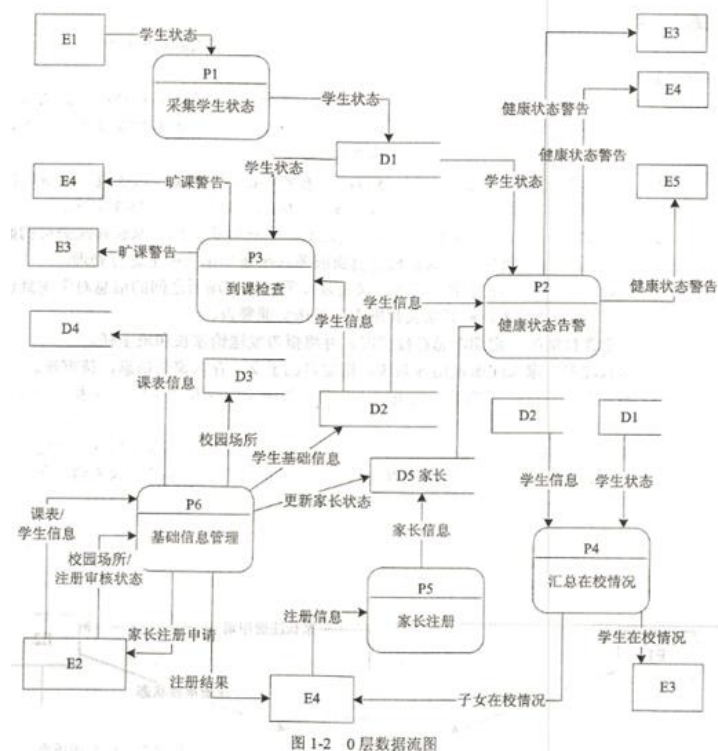 E1
学生状态
P1
采集学生状态
学生状态
D1
学生状态
学生状态
E3
E4
健康状态警告
健康状态警告
E5
E4
旷课警告
E3
旷课警告
P3
到课检查
P2
健康状态告警
健康状态警告
学生信息
学生信息
D4
课表信息
D3
校园场所
D2
学生基础信息
D5 家长
更新家长状态
家长信息
D2
D1
学生信息
学生状态
课表/
学生信息
校园场所/
注册审核状态
P6
基础信息管理
P5
家长注册
注册信息
P4
汇总在校情况
家长注册申请
注册结果
E2
E4
子女在校情况
学生在校情况
E3
图 1-2 0 层数据流图